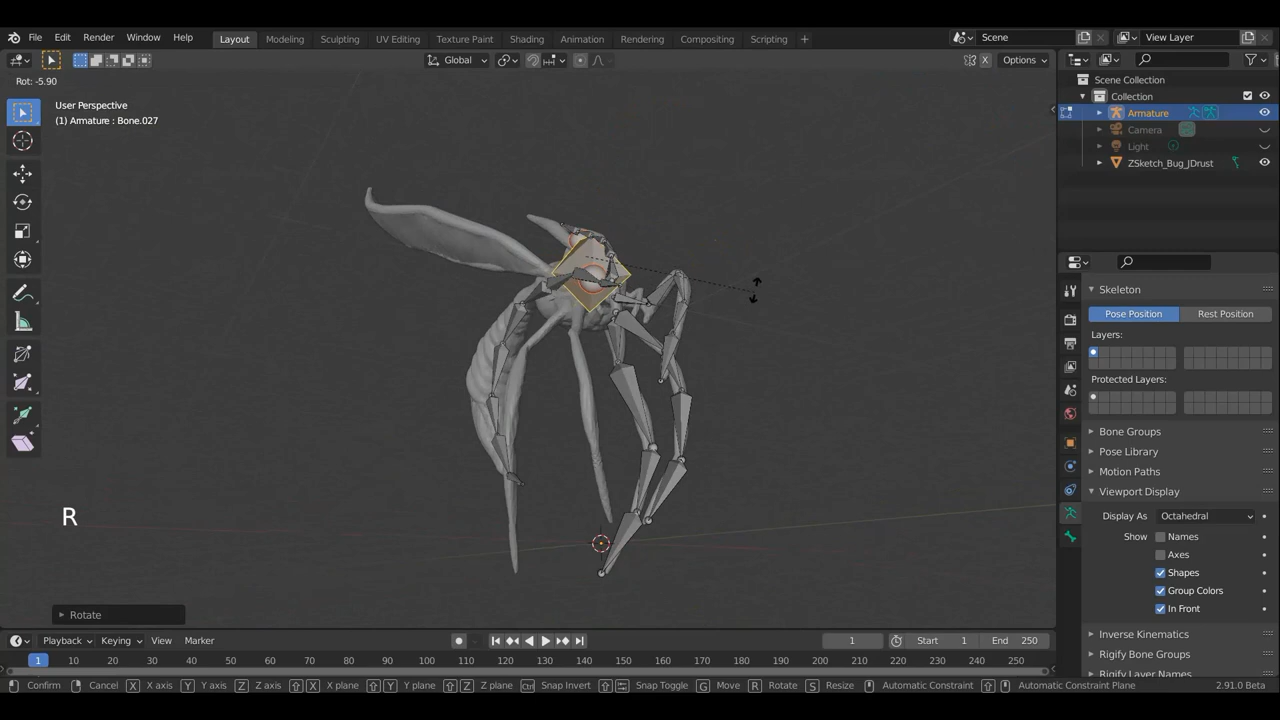 File Edit Render Window Help Layout Modeling Sculpting UV Editing Texture Paint Shading Animation Rendering Compositing Scripting + Scene View Layer
Global X Options
Rot: -5.90
User Perspective
(1) Armature : Bone.027
Scene Collection
Collection
Armature
Camera
Light
ZSketch_Bug_JDrust
Skeleton
Pose Position Rest Position
Layers:
Protected Layers:
Bone Groups
Pose Library
Motion Paths
Viewport Display
Display As Octahedral
Show Names
Axes
Shapes
Group Colors
In Front
Inverse Kinematics
Rigify Bone Groups
Rigify Layer Names
R
Rotate
Playback Keying View Marker 1 Start 1 End 250
1 10 20 30 40 50 60 70 80 90 100 110 120 130 140 150 160 170 180 190 200 210 220 230 240 250
Confirm Cancel X X axis Y Y axis Z Z axis X X plane Y Y plane Z Z plane Ctrl Snap Invert Snap Toggle G Move R Rotate S Resize Automatic Constraint Automatic Constraint Plane 2.91.0 Beta